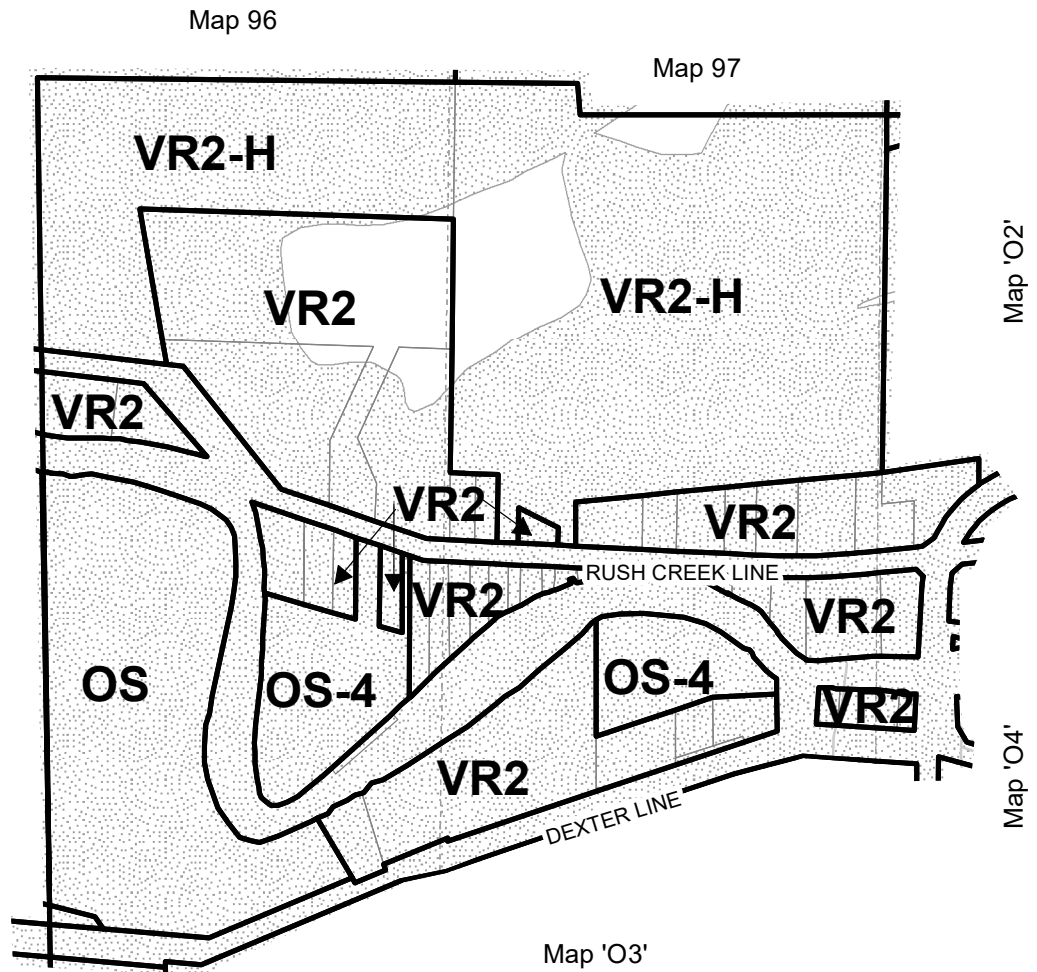 Map 96
Map 97
VR2-H
Map 'O2'
VR2
VR2-H
VR2
VR2
VR2
RUSH CREEK LINE
VR2
VR2
OS
OS-4
OS-4
VR2
VR2
DEXTER LINE
Map 'O4'
Map 'O3'